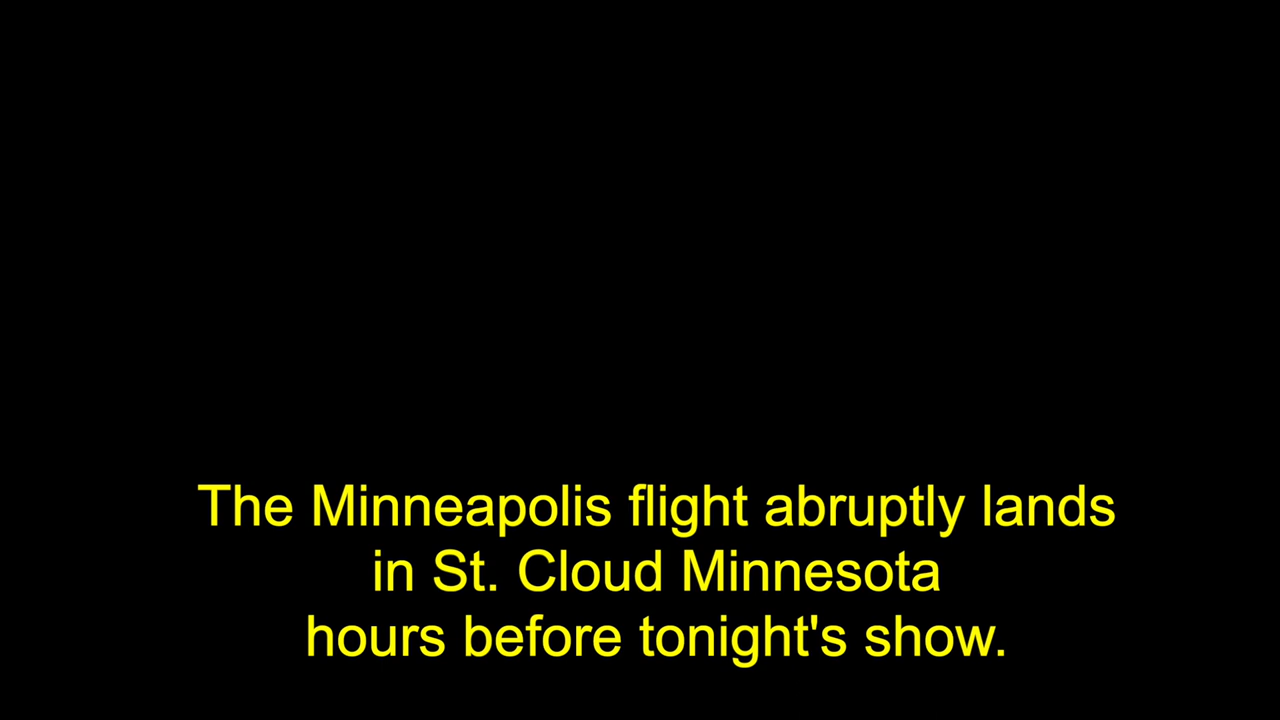 The Minneapolis flight abruptly lands
in St. Cloud Minnesota
hours before tonight's show.